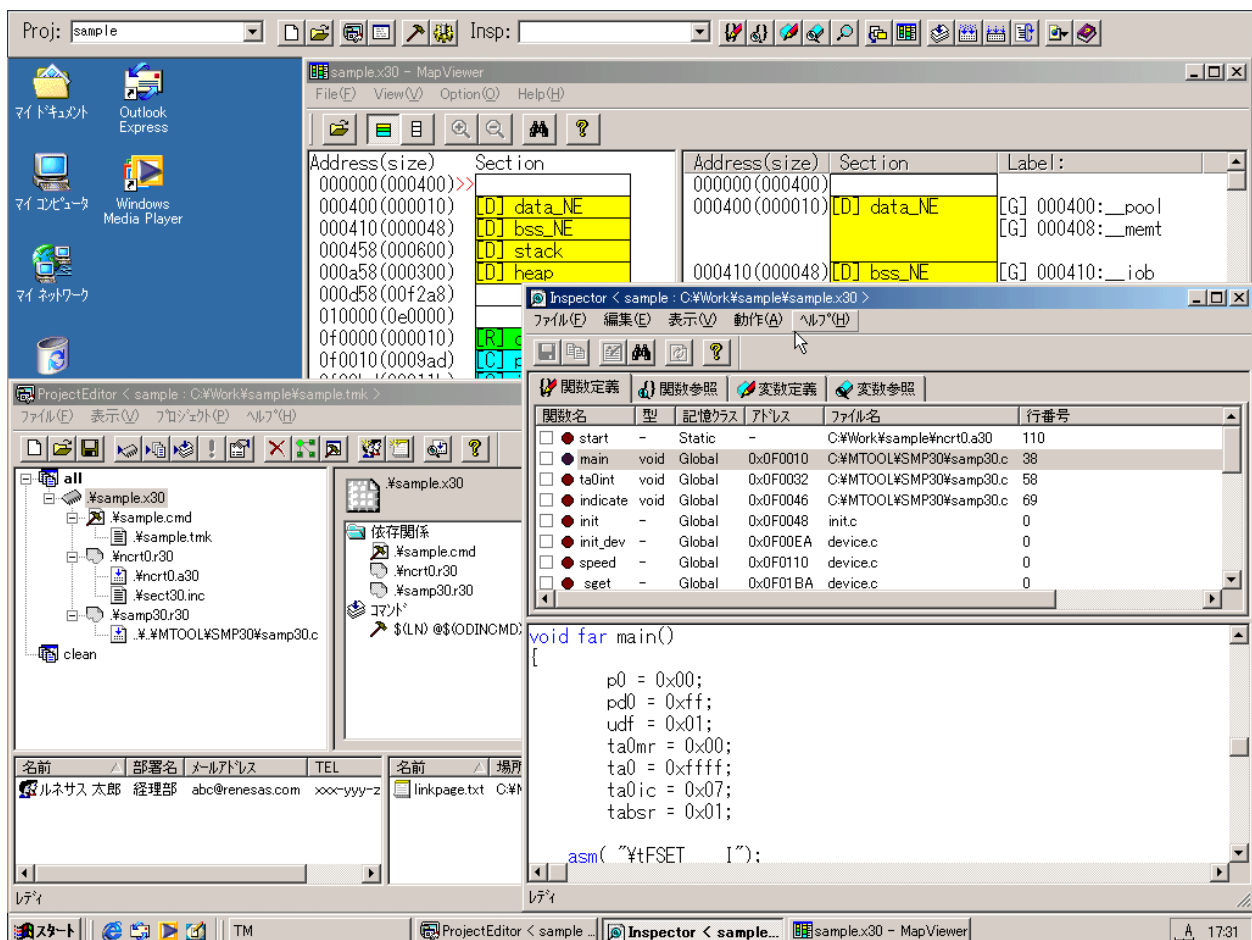 Proj: sample Insp:
マイ ドキュメント
Outlook Express
マイ コンピュータ
Windows Media Player
マイ ネットワーク
sample.x30 - MapViewer
File(F) View(V) Option(O) Help(H)
Address(size) Section
000000(000400)>>
000400(000010) [D] data_NE
000410(000048) [D] bss_NE
000458(000600) [D] stack
000a58(000300) [D] heap
000d58(00f2a8)
010000(0e0000)
0f0000(000010) [R]
0f0010(0009ad) [C]
Address(size) Section Label:
000000(000400)
000400(000010) [D] data_NE [G] 000400:__pool
[G] 000408:__memt
000410(000048) [D] bss_NE [G] 000410:__iob
Inspector < sample : C:¥Work¥sample¥sample.x30 >
ファイル(F) 編集(E) 表示(V) 動作(A) ヘルプ(H)
関数定義 関数参照 変数定義 変数参照
関数名 型 記憶クラス アドレス ファイル名 行番号
start - Static - C:¥Work¥sample¥ncrt0.a30 110
main void Global 0x0F0010 C:¥MTOOL¥SMP30¥samp30.c 38
ta0int void Global 0x0F0032 C:¥MTOOL¥SMP30¥samp30.c 58
indicate void Global 0x0F0046 C:¥MTOOL¥SMP30¥samp30.c 69
init - Global 0x0F0048 init.c 0
init_dev - Global 0x0F00EA device.c 0
speed - Global 0x0F0110 device.c 0
_sget - Global 0x0F01BA device.c 0
void far main()
{
p0 = 0x00;
pd0 = 0xff;
udf = 0x01;
ta0mr = 0x00;
ta0 = 0xffff;
ta0ic = 0x07;
tabsr = 0x01;
asm( "¥tFSET I");
レディ
ProjectEditor < sample : C:¥Work¥sample¥sample.tmk >
ファイル(F) 表示(V) プロジェクト(P) ヘルプ(H)
all
.¥sample.x30
.¥sample.cmd
.¥sample.tmk
.¥ncrt0.r30
.¥ncrt0.a30
.¥sect30.inc
.¥samp30.r30
..¥..¥MTOOL¥SMP30¥samp30.c
clean
.¥sample.x30
依存関係
.¥sample.cmd
.¥ncrt0.r30
.¥samp30.r30
コマンド
$(LN) @$(ODINCMD)
名前 部署名 メールアドレス TEL
ルネサス 太郎 経理部 abc@renesas.com xxx-yyy-z
名前 場所
linkpage.txt C:¥
レディ
スタート TM ProjectEditor < sample ... Inspector < sample... sample.x30 - MapViewer A 17:31